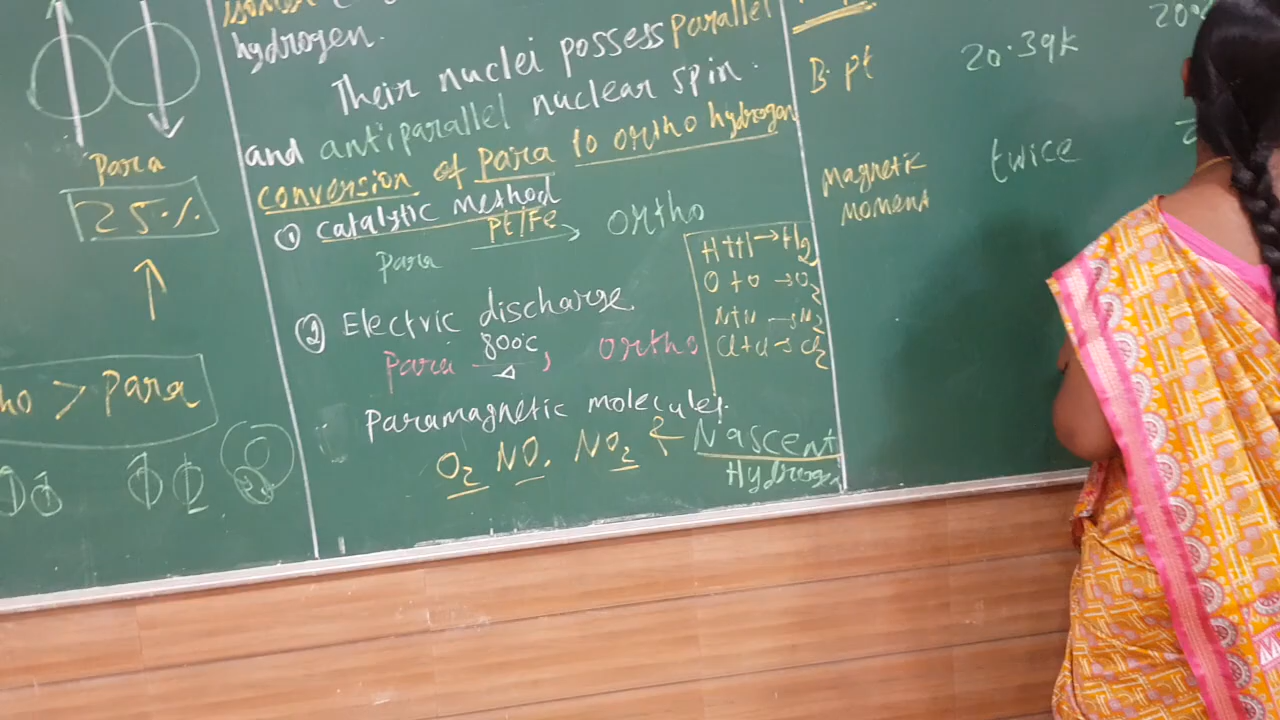 Para
25%
> Para
hydrogen.
Their nuclei possess parallel
and antiparallel nuclear spin.
conversion of Para to ortho hydrogen
① Catalytic method
Para Pt/Fe → ortho
② Electric discharge.
Para 800°C Δ ortho
Paramagnetic molecules.
O2 NO, NO2 & Nascent
Hydrogen
H+H→H2
O+O→O2
N+N→N2
Cl+Cl→Cl2
B.pt 20.39K
Magnetic
Moment twice